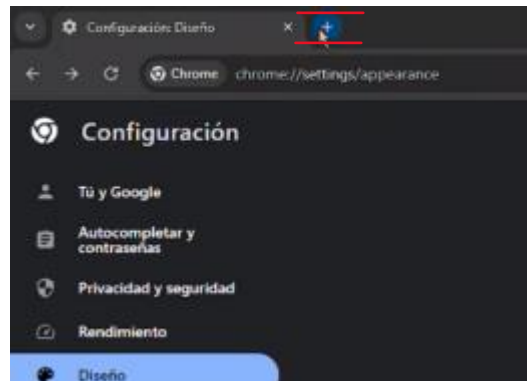 Configuración: Diseño
Chrome chrome://settings/appearance
Configuración
Tú y Google
Autocompletar y
contraseñas
Privacidad y seguridad
Rendimiento
Diseño